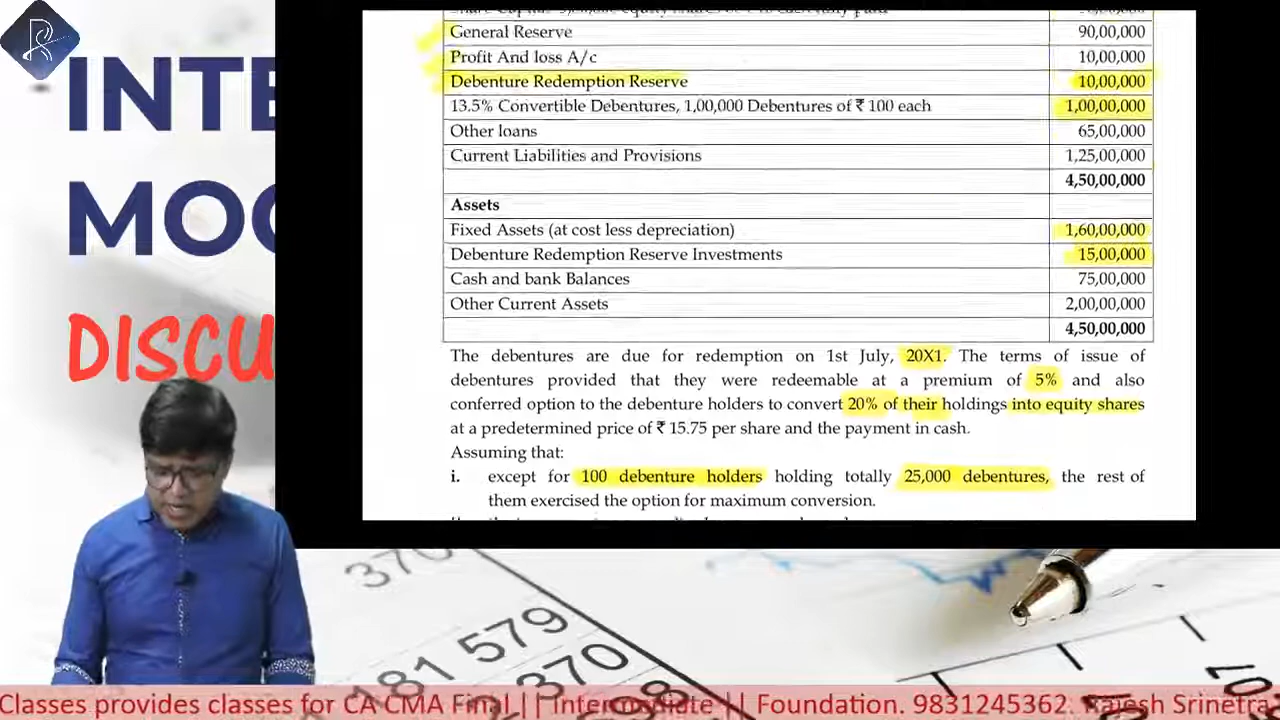 INTE
MOC
DISCU
General Reserve 90,00,000
Profit And loss A/c 10,00,000
Debenture Redemption Reserve 10,00,000
13.5% Convertible Debentures, 1,00,000 Debentures of ₹ 100 each 1,00,00,000
Other loans 65,00,000
Current Liabilities and Provisions 1,25,00,000
4,50,00,000
Assets
Fixed Assets (at cost less depreciation) 1,60,00,000
Debenture Redemption Reserve Investments 15,00,000
Cash and bank Balances 75,00,000
Other Current Assets 2,00,00,000
4,50,00,000
The debentures are due for redemption on 1st July, 20X1. The terms of issue of
debentures provided that they were redeemable at a premium of 5% and also
conferred option to the debenture holders to convert 20% of their holdings into equity shares
at a predetermined price of ₹ 15.75 per share and the payment in cash.
Assuming that:
i. except for 100 debenture holders holding totally 25,000 debentures, the rest of
them exercised the option for maximum conversion.
370
181 579
370
Classes provides classes for CA CMA Final || Intermediate || Foundation. 9831245362. Rajesh Srinetra